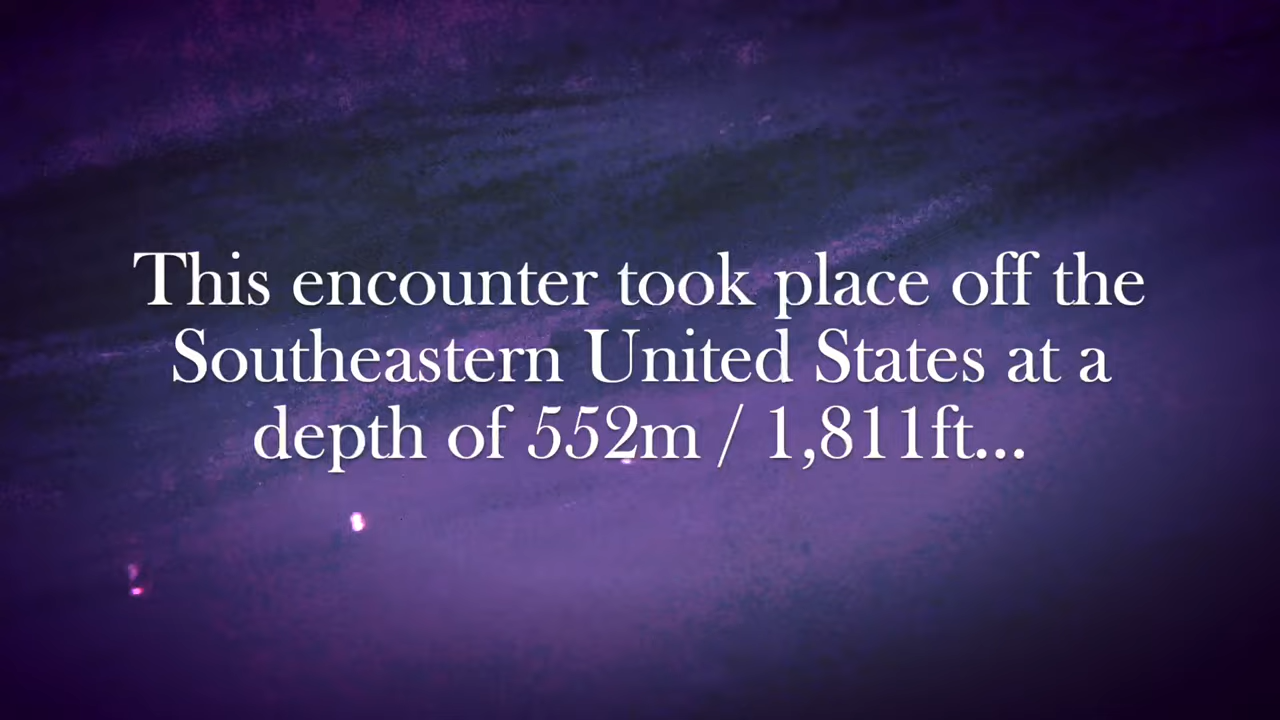 This encounter took place off the
Southeastern United States at a
depth of 552m / 1,811ft...